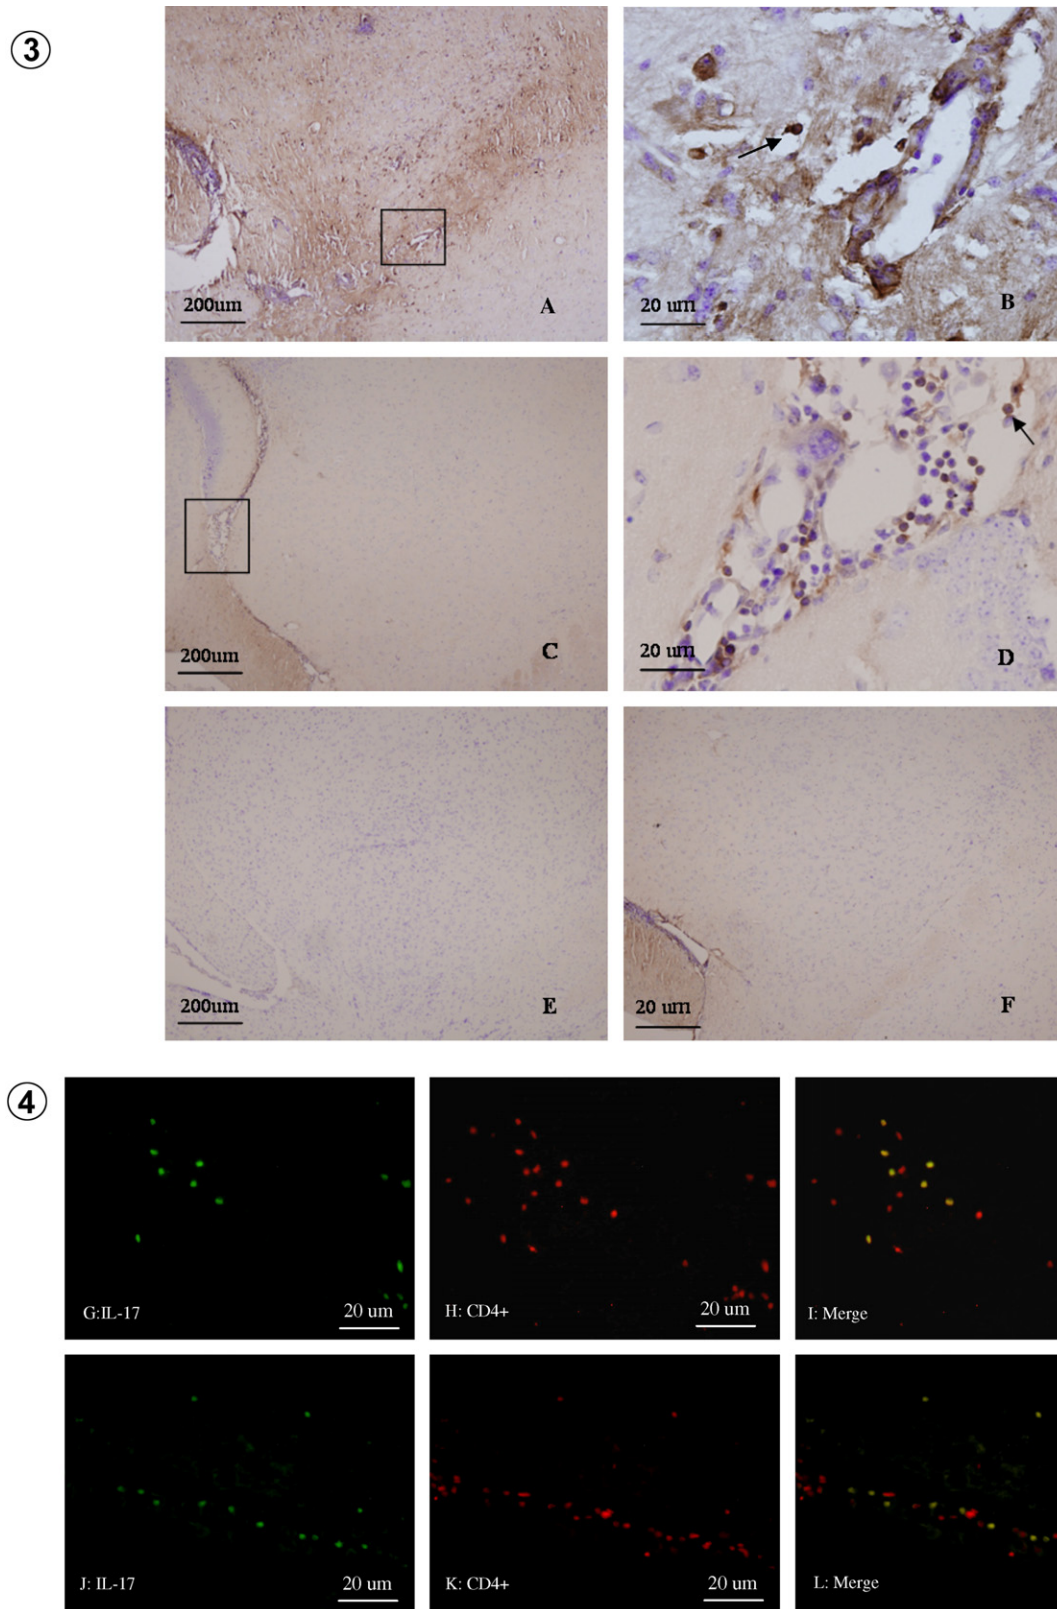 3
200um A
20 um B
200um C
20 um D
200um E
20 um F
4
G:IL-17 20 um
H: CD4+ 20 um
I: Merge
J: IL-17 20 um
K: CD4+ 20 um
L: Merge